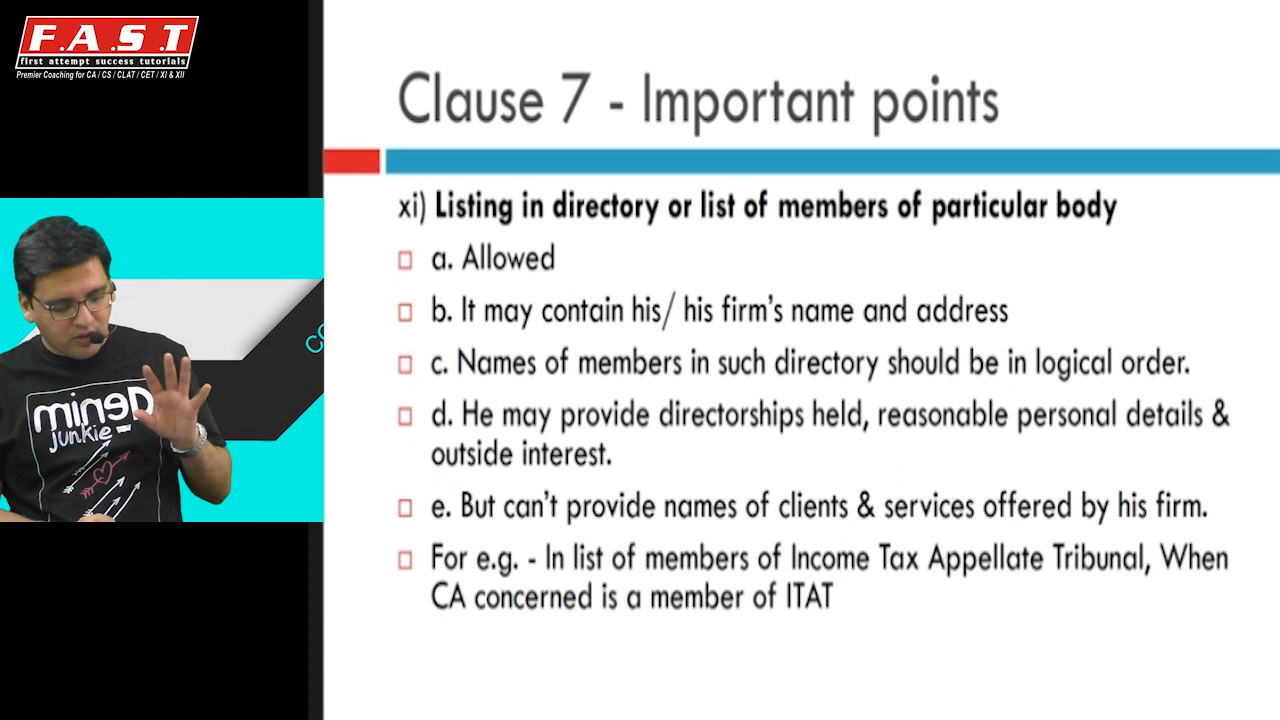 F.A.S.T
first attempt success tutorials
Premier Coaching for CA / CS / CLAT / CET / XI & XII
Clause 7 - Important points
xi) Listing in directory or list of members of particular body
a. Allowed
b. It may contain his/ his firm's name and address
c. Names of members in such directory should be in logical order.
d. He may provide directorships held, reasonable personal details &
outside interest.
e. But can't provide names of clients & services offered by his firm.
For e.g. - In list of members of Income Tax Appellate Tribunal, When
CA concerned is a member of ITAT
denim
junkie